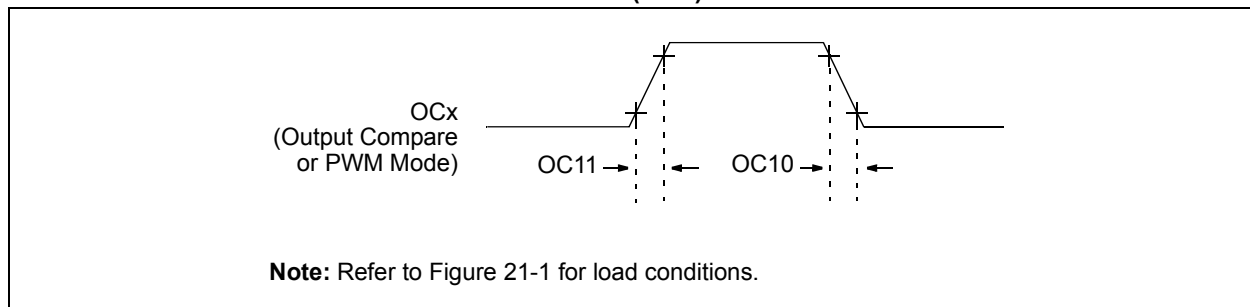 OCx
(Output Compare
or PWM Mode)
OC11
OC10
Note: Refer to Figure 21-1 for load conditions.